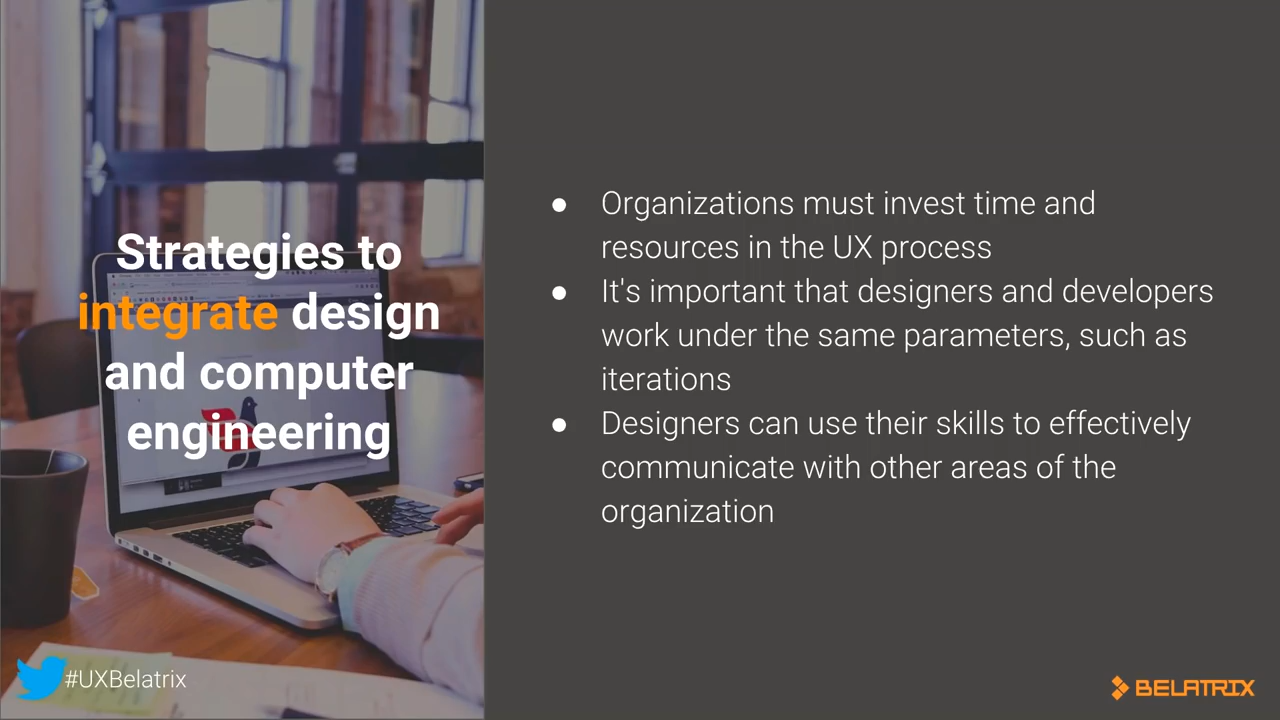 Strategies to
integrate design
and computer
engineering
● Organizations must invest time and
resources in the UX process
● It's important that designers and developers
work under the same parameters, such as
iterations
● Designers can use their skills to effectively
communicate with other areas of the
organization
#UXBelatrix
BELATRIX